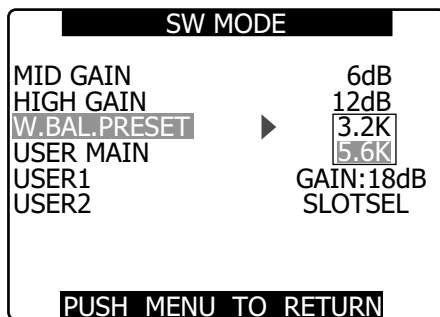 SW MODE
MID GAIN 6dB
HIGH GAIN 12dB
W.BAL.PRESET 3.2K
5.6K
USER MAIN
USER1 GAIN:18dB
USER2 SLOTSEL
PUSH MENU TO RETURN